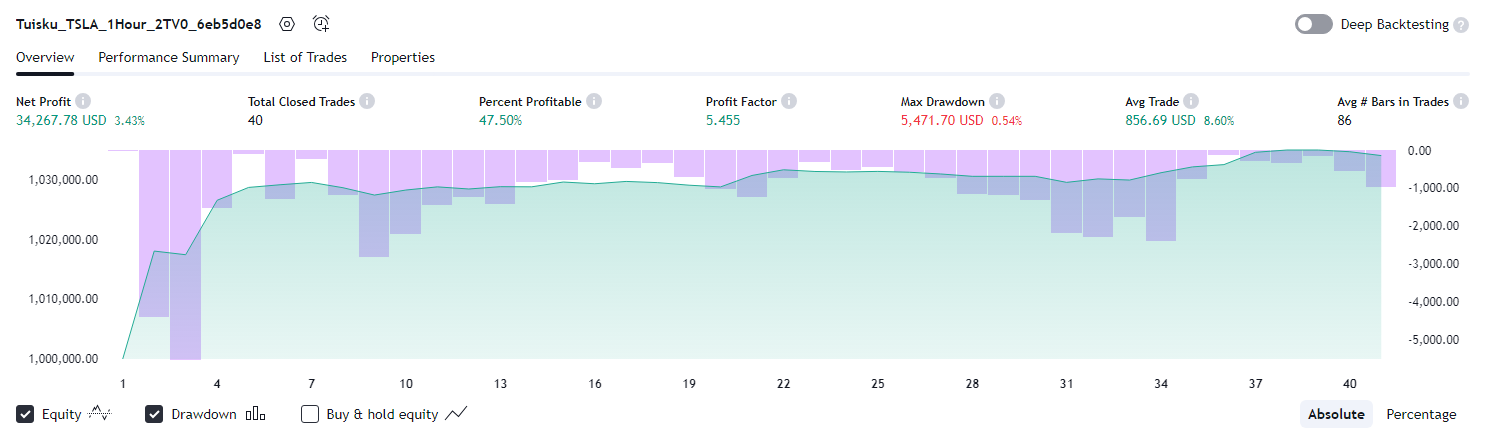 Tuisku_TSLA_1Hour_2TV0_6eb5d0e8 Deep Backtesting ?
Overview Performance Summary List of Trades Properties
Net Profit i Total Closed Trades i Percent Profitable i Profit Factor i Max Drawdown i Avg Trade i Avg # Bars in Trades i
34,267.78 USD 3.43% 40 47.50% 5.455 5,471.70 USD 0.54% 856.69 USD 8.60% 86
0.00
1,030,000.00 -1,000.00
-2,000.00
1,020,000.00
-3,000.00
1,010,000.00 -4,000.00
-5,000.00
1,000,000.00
1 4 7 10 13 16 19 22 25 28 31 34 37 40
Equity Drawdown Buy & hold equity Absolute Percentage